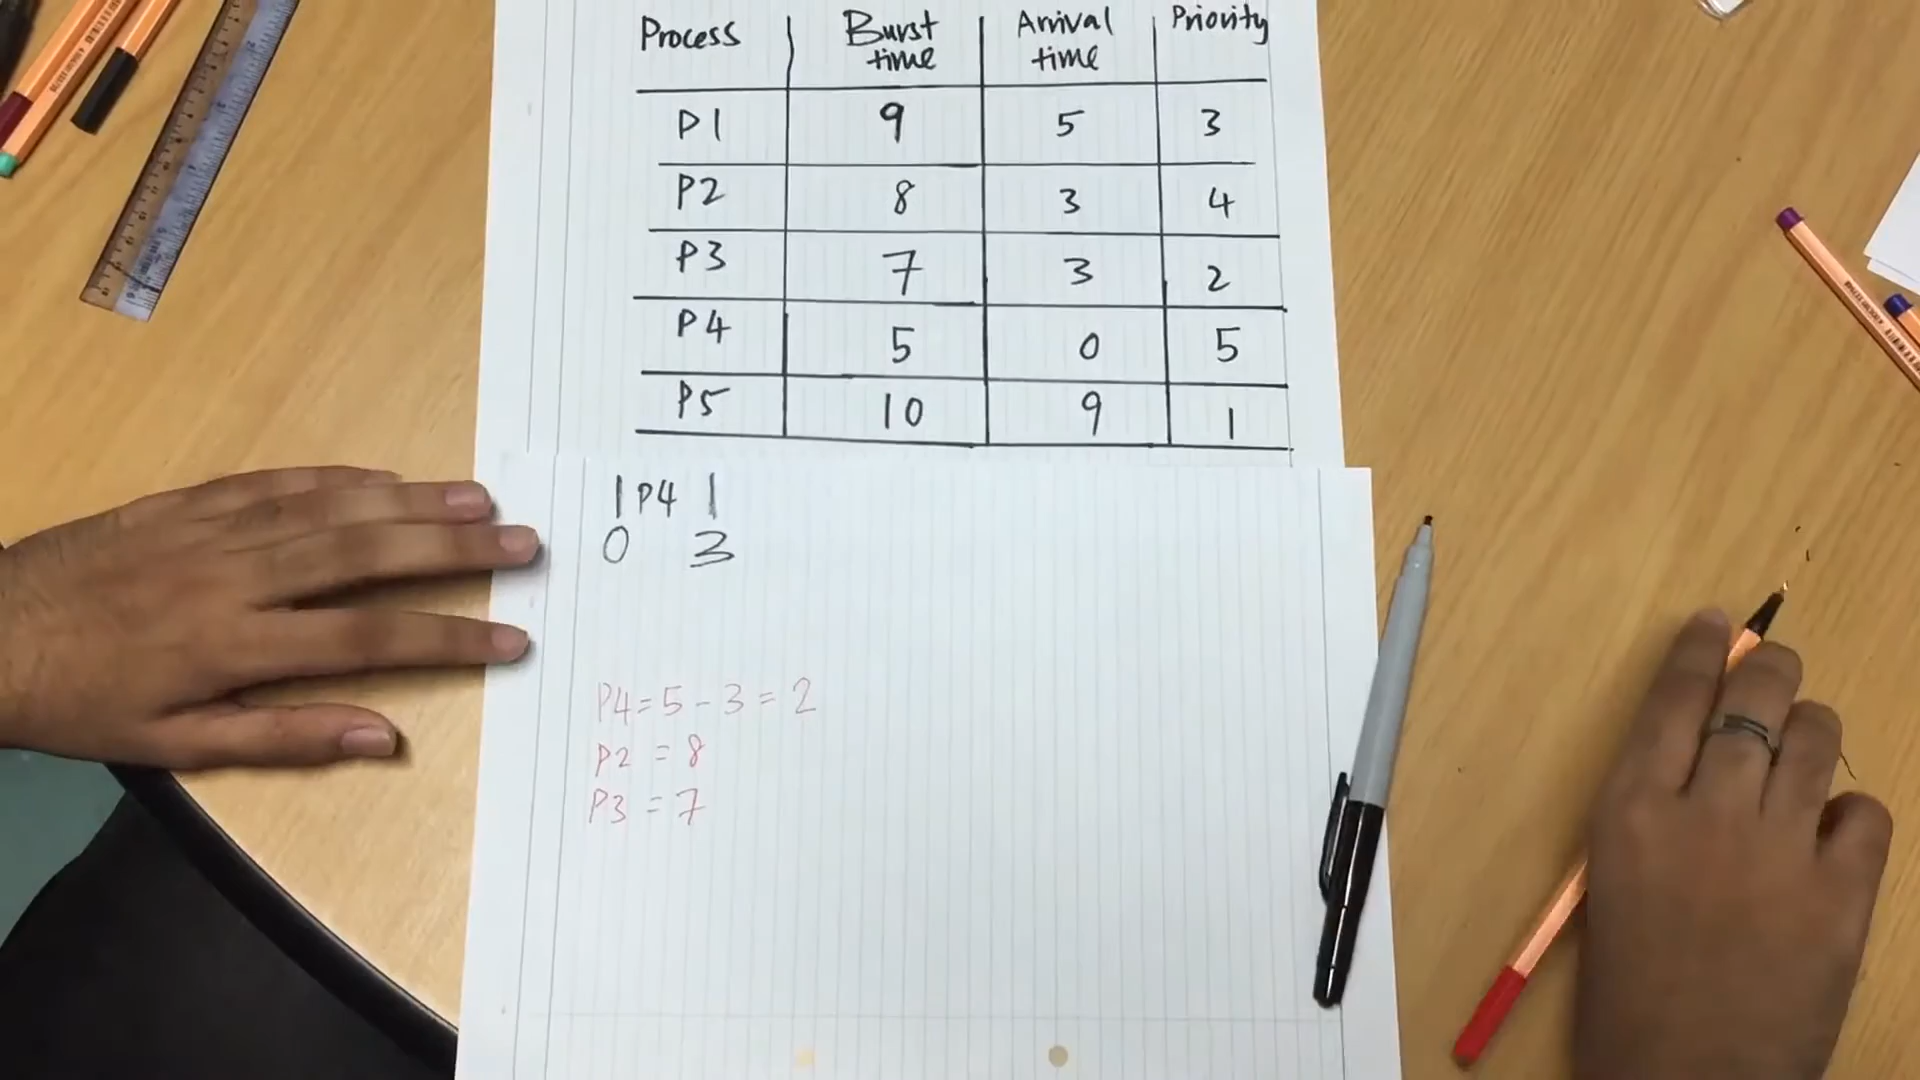 Process Burst time Arrival time Priority
P1 9 5 3
P2 8 3 4
P3 7 3 2
P4 5 0 5
P5 10 9 1
| P4 |
0 3
P4 = 5 - 3 = 2
P2 = 8
P3 = 7